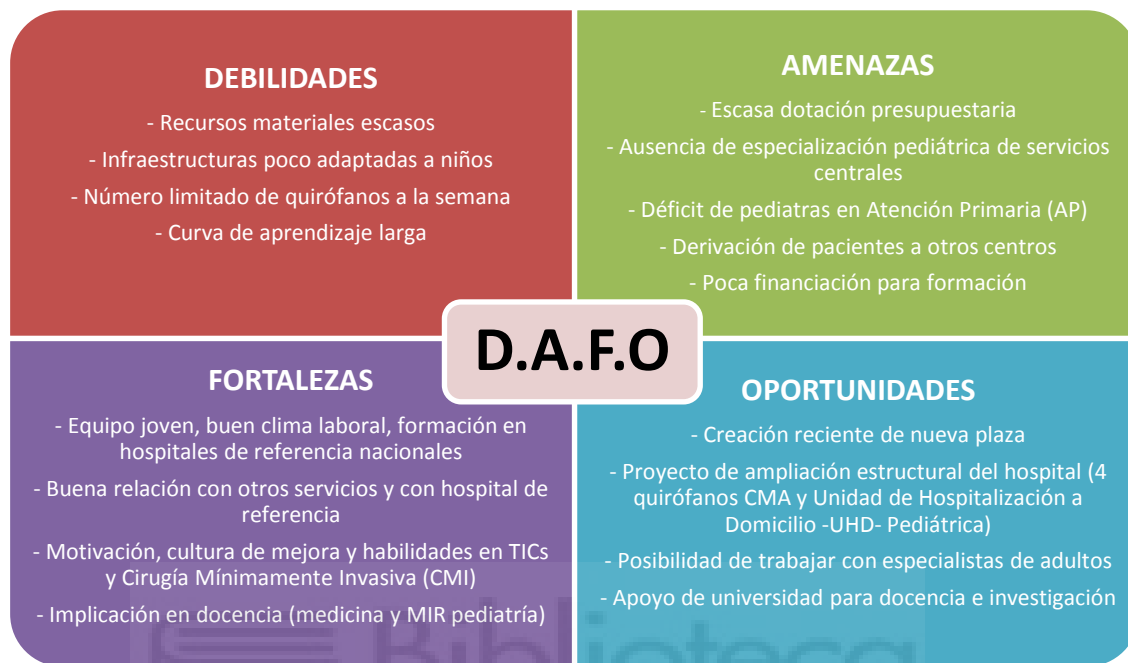 DEBILIDADES
- Recursos materiales escasos
- Infraestructuras poco adaptadas a niños
- Número limitado de quirófanos a la semana
- Curva de aprendizaje larga
AMENAZAS
- Escasa dotación presupuestaria
- Ausencia de especialización pediátrica de servicios
centrales
- Déficit de pediatras en Atención Primaria (AP)
- Derivación de pacientes a otros centros
- Poca financiación para formación
D.A.F.O
FORTALEZAS
- Equipo joven, buen clima laboral, formación en
hospitales de referencia nacionales
- Buena relación con otros servicios y con hospital de
referencia
- Motivación, cultura de mejora y habilidades en TICs
y Cirugía Mínimamente Invasiva (CMI)
- Implicación en docencia (medicina y MIR pediatría)
OPORTUNIDADES
- Creación reciente de nueva plaza
- Proyecto de ampliación estructural del hospital (4
quirófanos CMA y Unidad de Hospitalización a
Domicilio -UHD- Pediátrica)
- Posibilidad de trabajar con especialistas de adultos
- Apoyo de universidad para docencia e investigación
Biblioteca